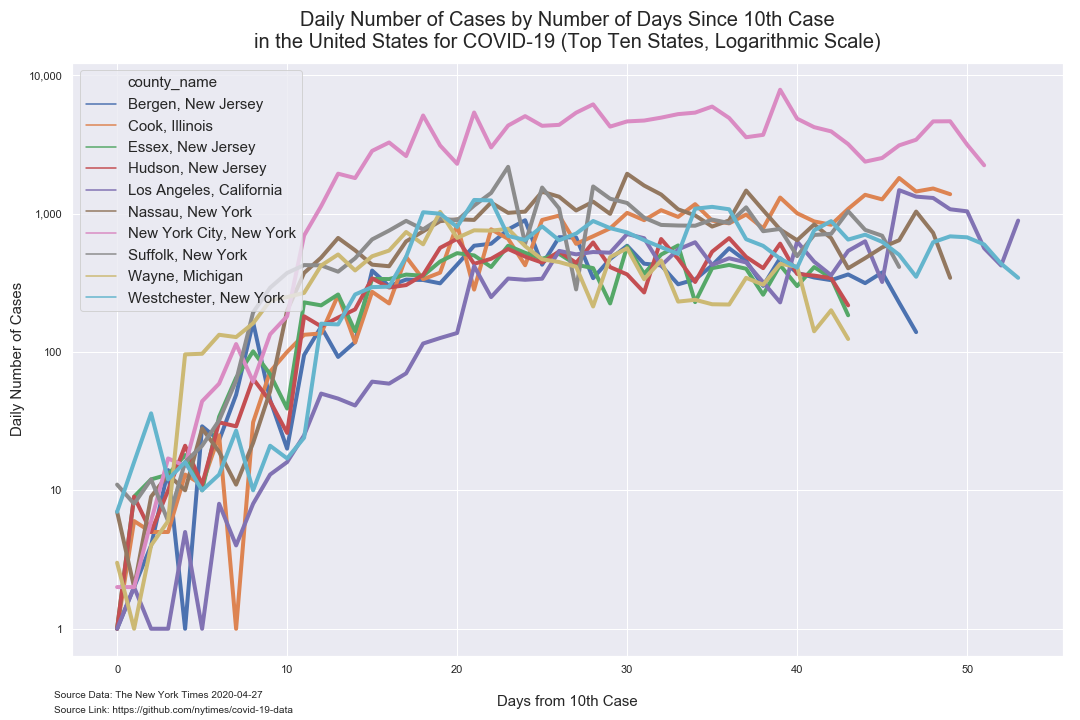 Daily Number of Cases by Number of Days Since 10th Case
in the United States for COVID-19 (Top Ten States, Logarithmic Scale)
10,000
1,000
100
10
1
Daily Number of Cases
county_name
Bergen, New Jersey
Cook, Illinois
Essex, New Jersey
Hudson, New Jersey
Los Angeles, California
Nassau, New York
New York City, New York
Suffolk, New York
Wayne, Michigan
Westchester, New York
0 10 20 30 40 50
Days from 10th Case
Source Data: The New York Times 2020-04-27
Source Link: https://github.com/nytimes/covid-19-data